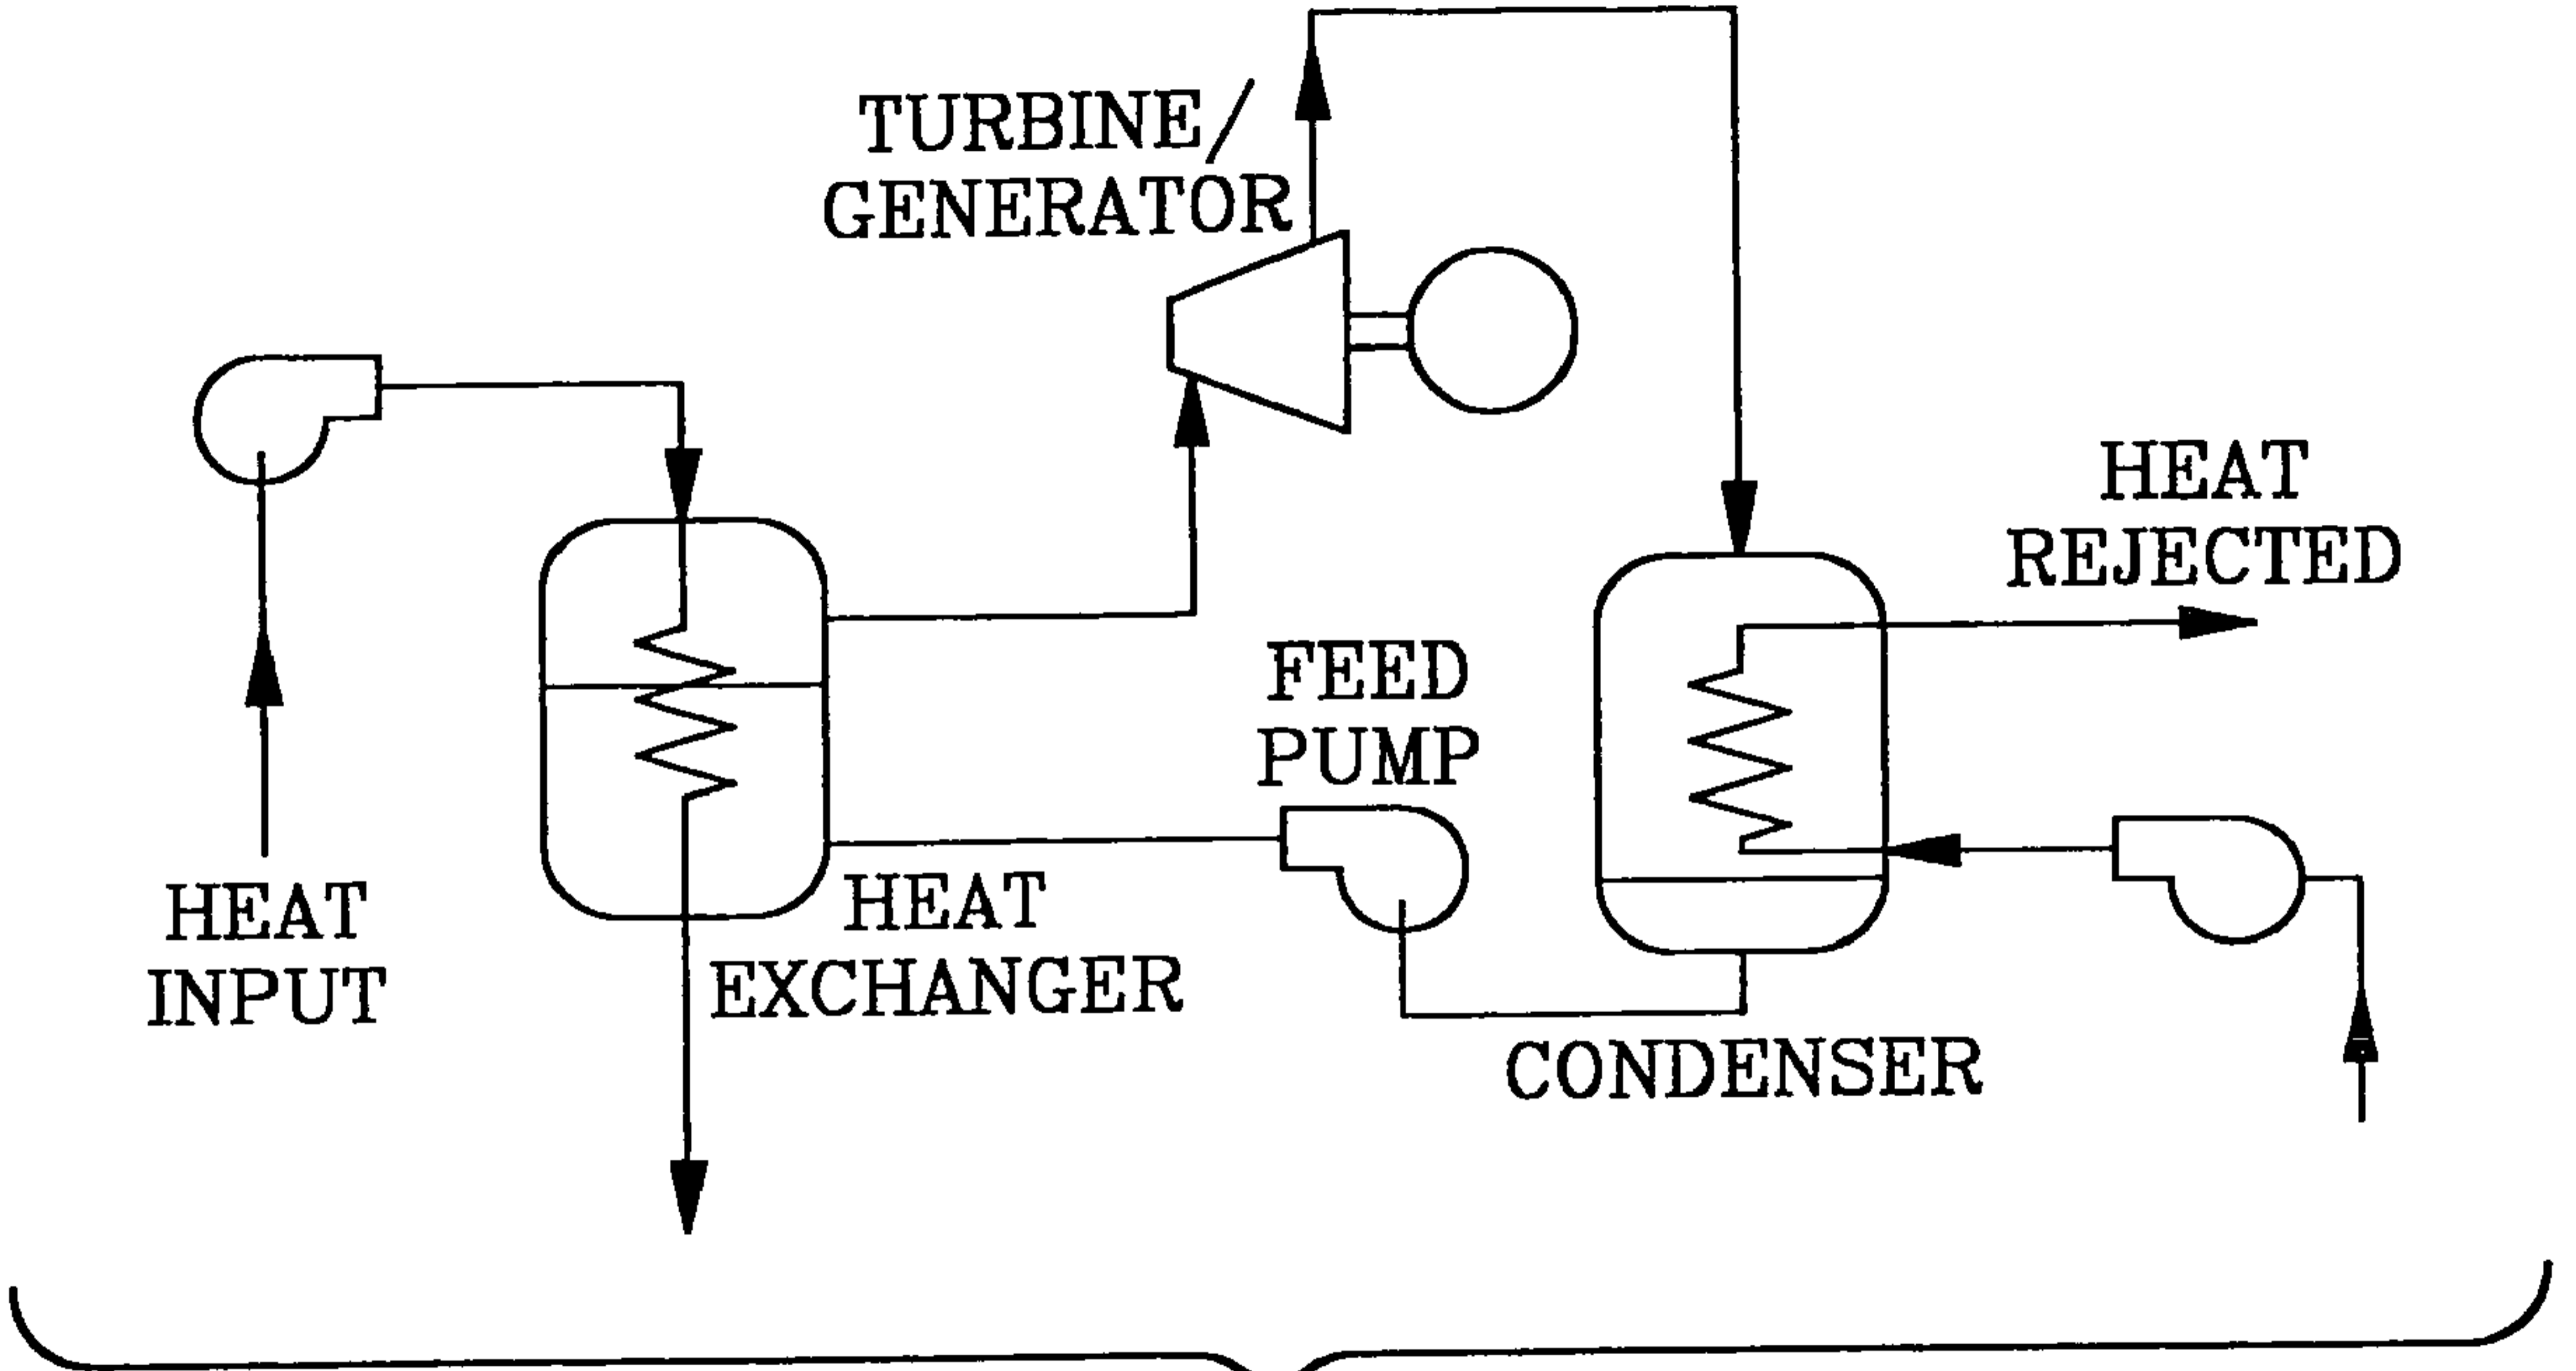 TURBINE/
GENERATOR
HEAT
REJECTED
FEED
PUMP
HEAT
INPUT
HEAT
EXCHANGER
CONDENSER